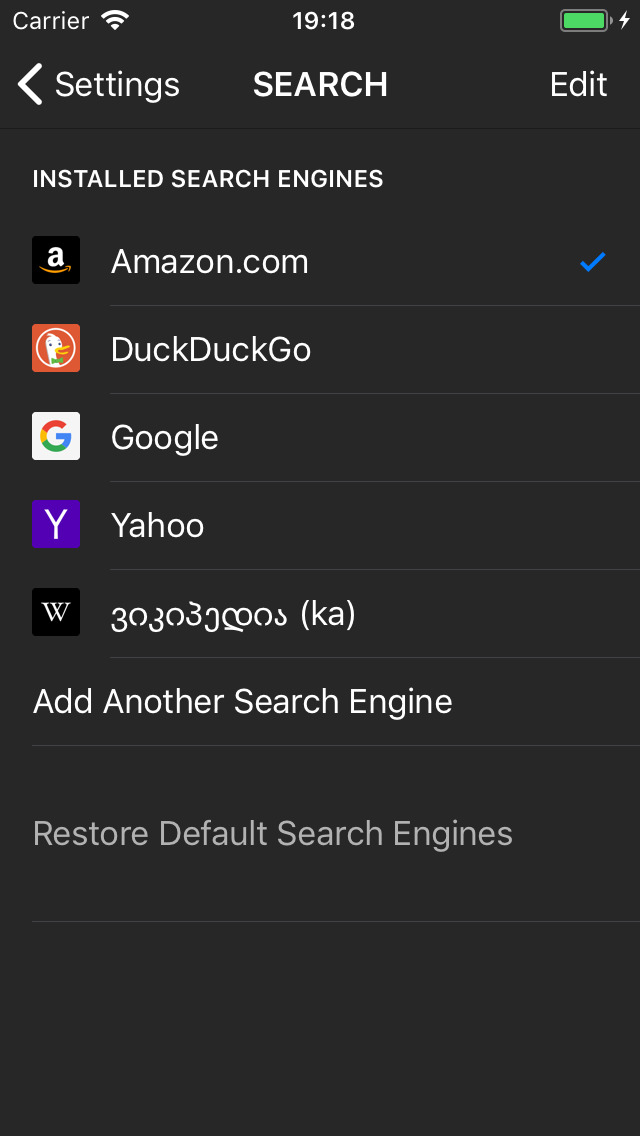 Carrier 19:18
Settings SEARCH Edit
INSTALLED SEARCH ENGINES
a Amazon.com
DuckDuckGo
G Google
Y Yahoo
W ვიკიპედია (ka)
Add Another Search Engine
Restore Default Search Engines